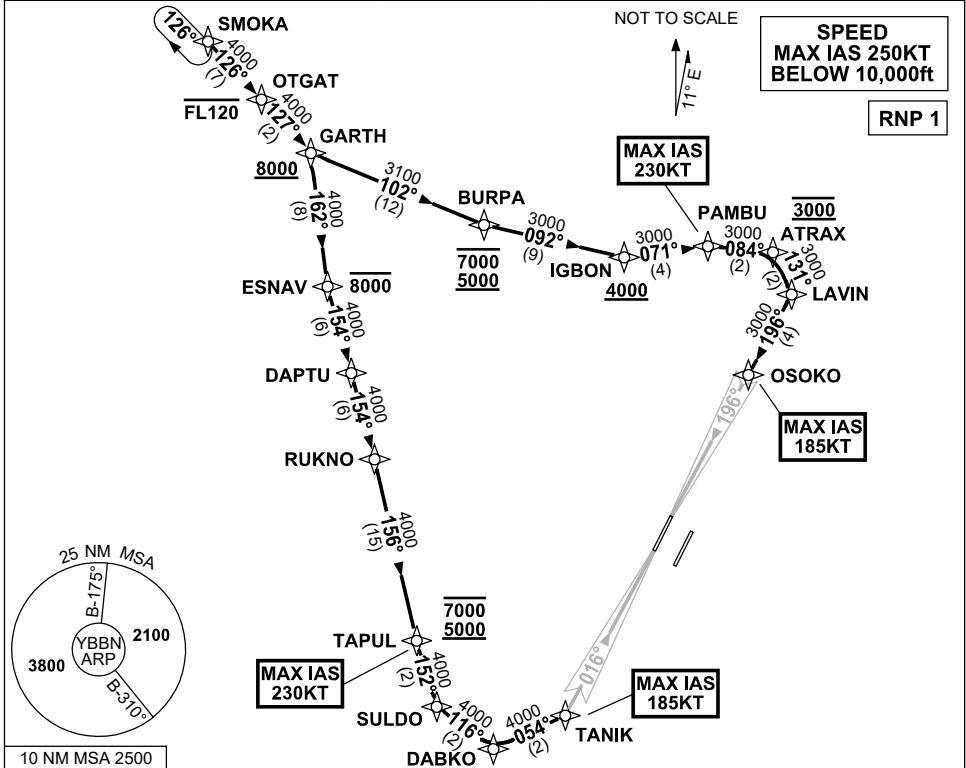 NOT TO SCALE
11° E
SPEED
MAX IAS 250KT
BELOW 10,000ft
RNP 1
126°
SMOKA
4000
126°
(7)
OTGAT
FL120
4000
127°
(2)
GARTH
8000
3100
102°
(12)
BURPA
7000
5000
3000
092°
(9)
IGBON
4000
3000
071°
(4)
MAX IAS
230KT
PAMBU
3000
084°
(2)
3000
ATRAX
3000
131°
(2)
LAVIN
3000
196°
(4)
OSOKO
MAX IAS
185KT
196°
4000
162°
(8)
ESNAV
8000
4000
154°
(6)
DAPTU
4000
154°
(6)
RUKNO
4000
156°
(15)
TAPUL
7000
5000
MAX IAS
230KT
4000
152°
(2)
SULDO
4000
116°
(2)
DABKO
4000
054°
(2)
TANIK
MAX IAS
185KT
016°
25 NM MSA
B-175°
YBBN
ARP
2100
3800
B-310°
10 NM MSA 2500